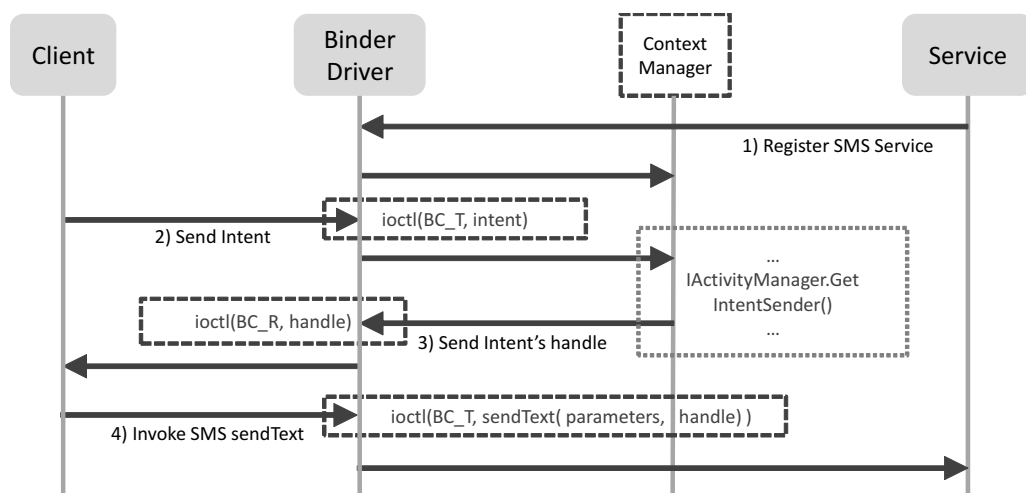 Client
Binder
Driver
Context
Manager
Service
1) Register SMS Service
ioctl(BC_T, intent)
2) Send Intent
...
IActivityManager.Get
IntentSender()
...
ioctl(BC_R, handle)
3) Send Intent's handle
ioctl(BC_T, sendText( parameters, handle) )
4) Invoke SMS sendText